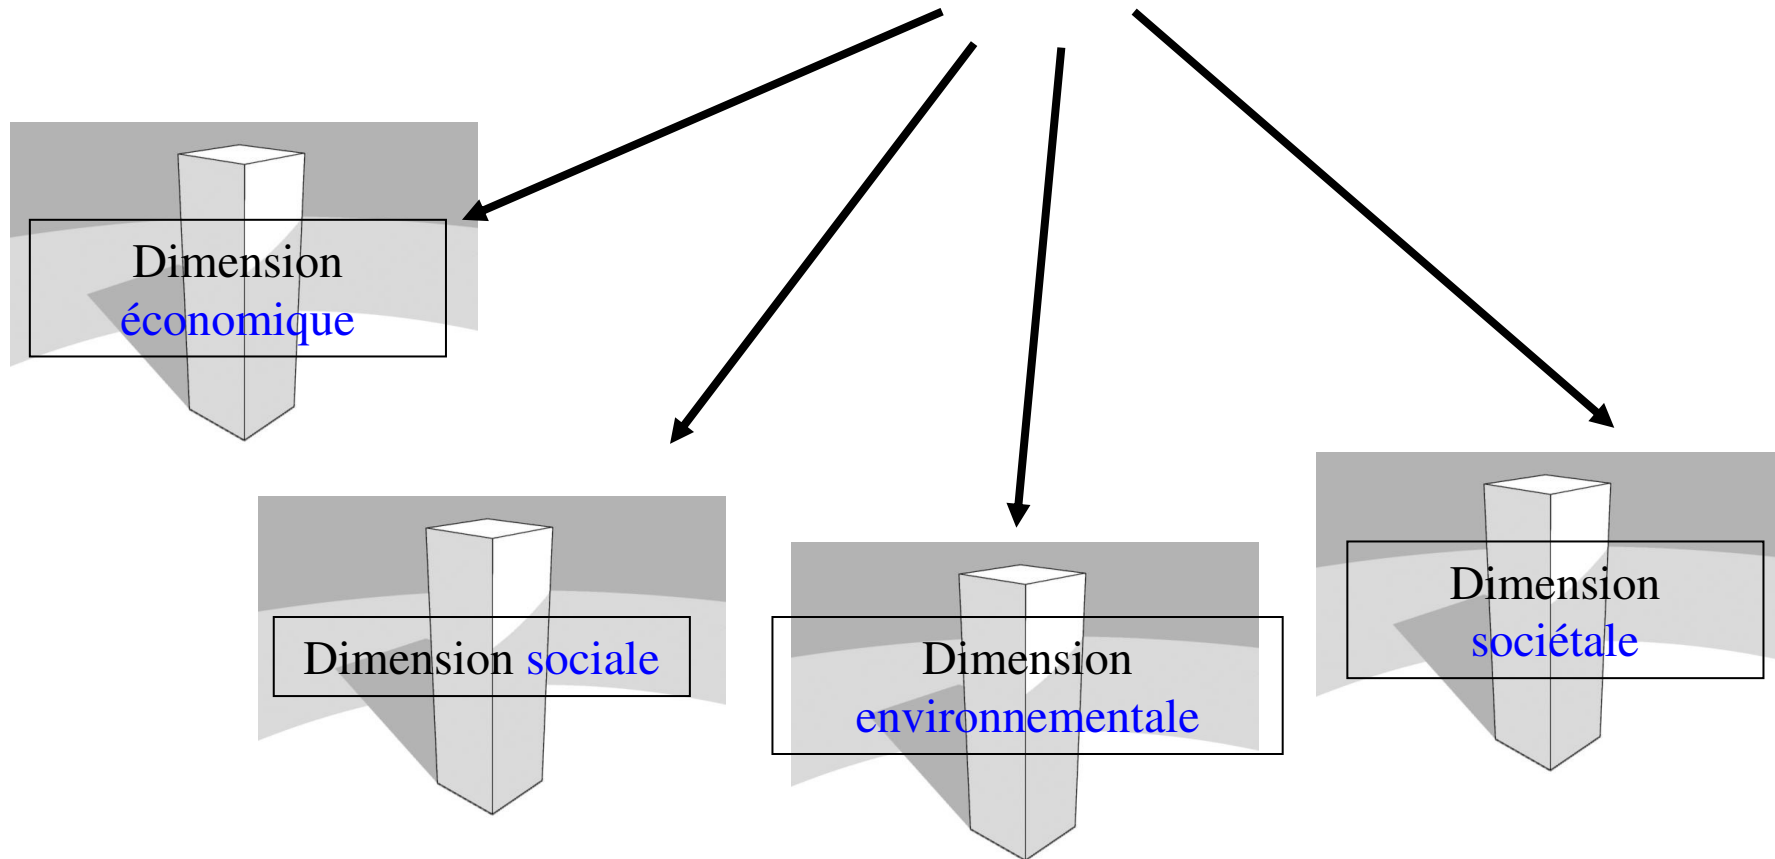 Dimension
économique
Dimension sociale
Dimension
environnementale
Dimension
sociétale